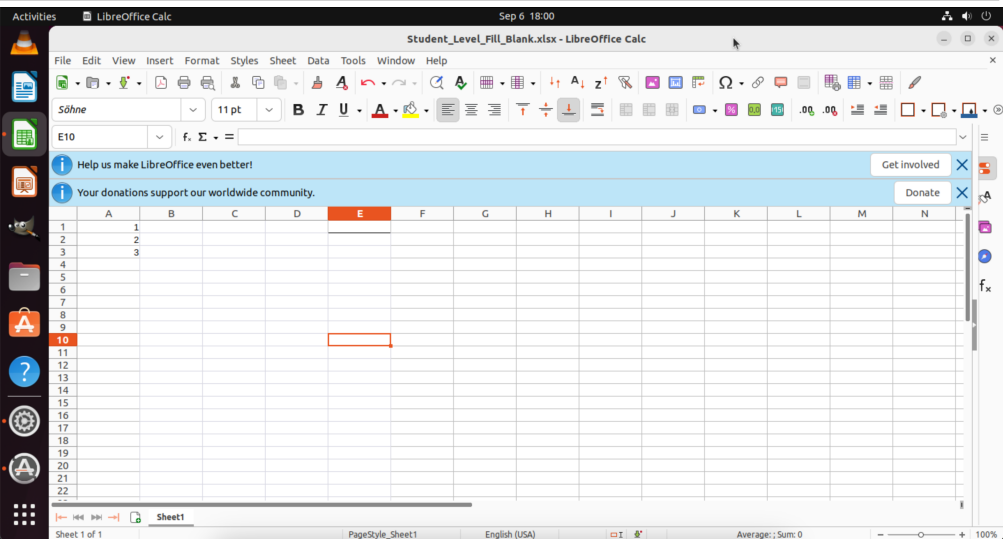 Activities LibreOffice Calc Sep 6 18:00
Student_Level_Fill_Blank.xlsx - LibreOffice Calc
File Edit View Insert Format Styles Sheet Data Tools Window Help
Söhne 11 pt B I U A
E10
Help us make LibreOffice even better! Get involved
Your donations support our worldwide community. Donate
A B C D E F G H I J K L M N
1 1
2 2
3 3
4
5
6
7
8
9
10
11
12
13
14
15
16
17
18
19
20
21
22
Sheet1
Sheet 1 of 1 PageStyle_Sheet1 English (USA) Average: ; Sum: 0 100%